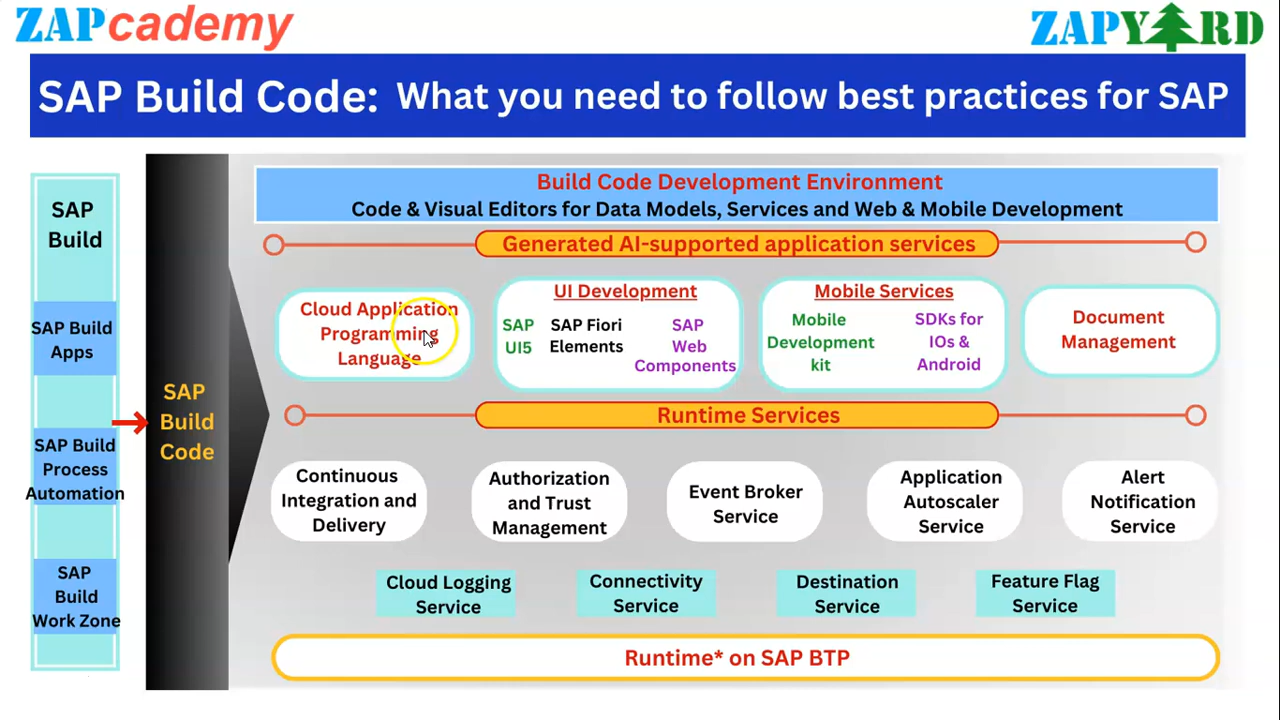 ZAPcademy
ZAPYARD
SAP Build Code: What you need to follow best practices for SAP
SAP
Build
SAP Build
Apps
SAP Build
Process
Automation
SAP
Build
Work Zone
SAP
Build
Code
Build Code Development Environment
Code & Visual Editors for Data Models, Services and Web & Mobile Development
Generated AI-supported application services
Cloud Application
Programming
Language
UI Development
SAP
UI5
SAP Fiori
Elements
SAP
Web
Components
Mobile Services
Mobile
Development
kit
SDKs for
IOs &
Android
Document
Management
Runtime Services
Continuous
Integration and
Delivery
Authorization
and Trust
Management
Event Broker
Service
Application
Autoscaler
Service
Alert
Notification
Service
Cloud Logging
Service
Connectivity
Service
Destination
Service
Feature Flag
Service
Runtime* on SAP BTP